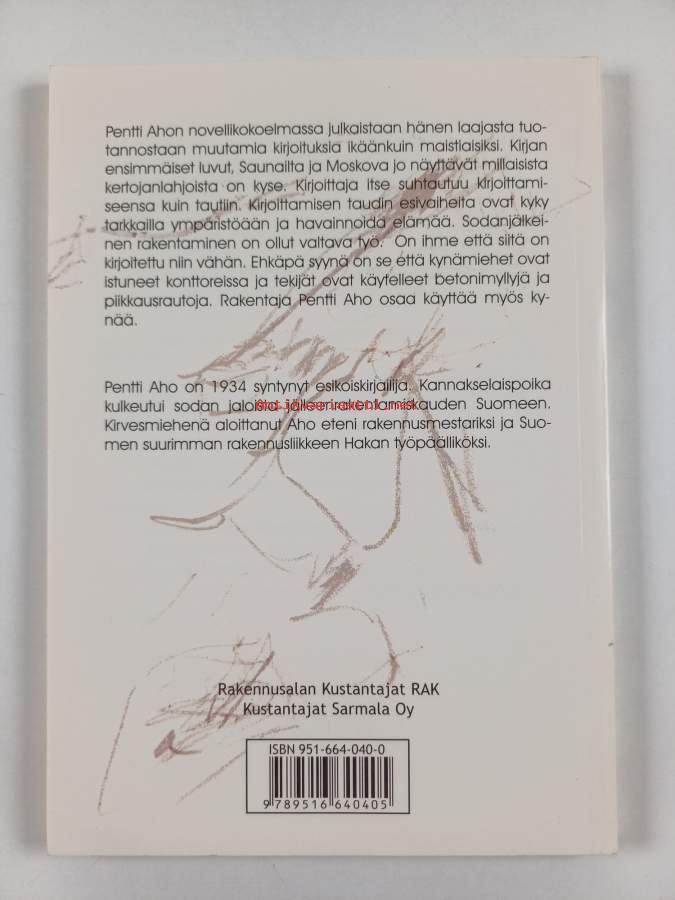 Pentti Ahon novellikokoelmassa julkaistaan hänen laajasta tuo-
tannostaan muutamia kirjoituksia ikäänkuin maistiaisiksi. Kirjan
ensimmäiset luvut, Saunailta ja Moskova jo näyttävät millaisista
kertojanlahjoista on kyse. Kirjoittaja itse suhtautuu kirjoittami-
seensa kuin tautiin. Kirjoittamisen taudin esivaiheita ovat kyky
tarkkailla ympäristöään ja havainnoida elämää. Sodanjälkei-
nen rakentaminen on ollut valtava työ. On ihme että siitä on
kirjoitettu niin vähän. Ehkäpä syynä on se että kynämiehet ovat
istuneet konttoreissa ja tekijät ovat käytelleet betonimyllyjä ja
piikkausrautoja. Rakentaja Pentti Aho osaa käyttää myös ky-
nää.
Pentti Aho on 1934 syntynyt esikoiskirjailija. Kannakselaispoika
kulkeutui sodan jaloista jälleenrakentamiskauden Suomeen.
Kirvesmiehenä aloittanut Aho eteni rakennusmestariksi ja Suo-
men suurimman rakennusliikkeen Hakan työpäälliköksi.
Rakennusalan Kustantajat RAK
Kustantajat Sarmala Oy
ISBN 951-664-040-0
9 789516 640405